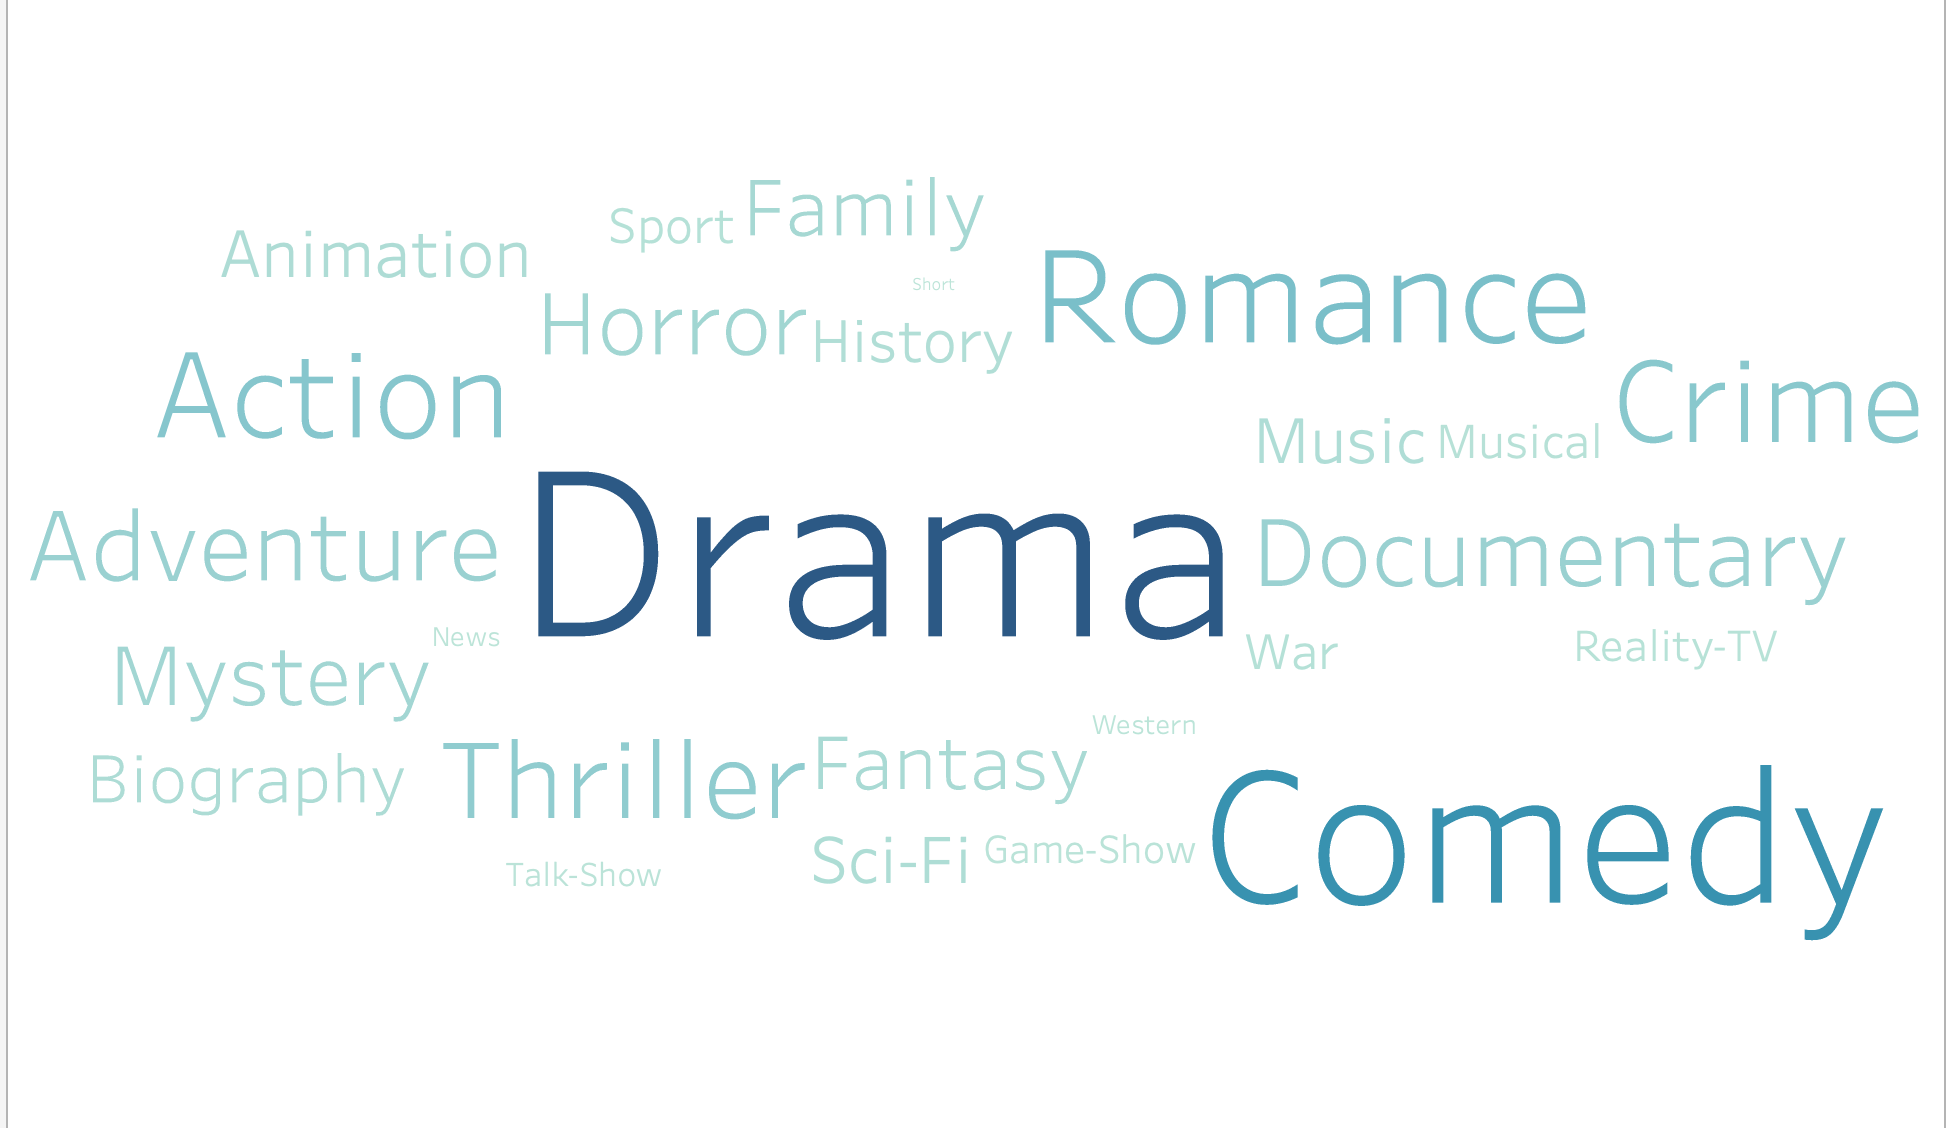 Sport Family
Animation
Romance
Short
Horror History
Action
Crime
Music Musical
Adventure
Drama
Documentary
News
War
Reality-TV
Mystery
Western
Biography
Thriller
Fantasy
Comedy
Sci-Fi Game-Show
Talk-Show